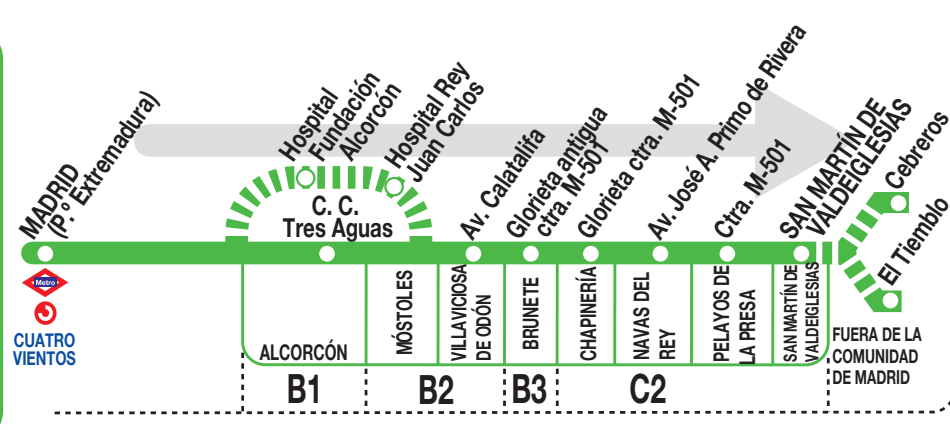 MADRID
(P.º Extremadura)
Metro
CUATRO
VIENTOS
Hospital
Fundación
Alcorcón
Hospital Rey
Juan Carlos
C. C.
Tres Aguas
Av. Calatalifa
Glorieta antigua
ctra. M-501
Glorieta ctra. M-501
Av. José A. Primo de Rivera
Ctra. M-501
SAN MARTÍN DE
VALDEIGLESIAS
Cebreros
El Tiemblo
ALCORCÓN
MÓSTOLES
VILLAVICIOSA
DE ODÓN
BRUNETE
CHAPINERÍA
NAVAS DEL
REY
PELAYOS DE
LA PRESA
SAN MARTÍN DE
VALDEIGLESIAS
FUERA DE LA
COMUNIDAD
DE MADRID
B1
B2
B3
C2